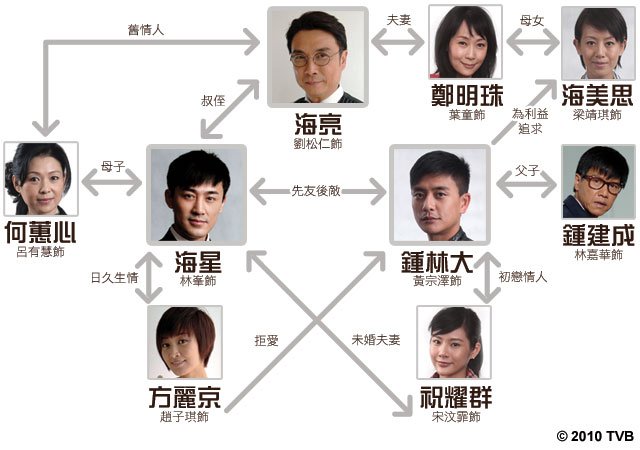 舊情人
夫妻
母女
海亮
劉松仁飾
鄭明珠
葉童飾
海美思
梁靖琪飾
叔侄
為利益
追求
母子
先友後敵
父子
何蕙心
呂有慧飾
海星
林峯飾
鍾林大
黃宗澤飾
鍾建成
林嘉華飾
日久生情
初戀情人
拒愛
未婚夫妻
方麗京
趙子琪飾
祝耀群
宋汶霏飾
© 2010 TVB